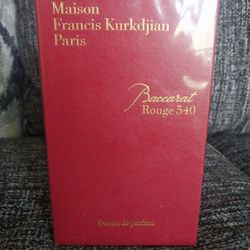 Maison
Francis Kurkdjian
Paris
Baccarat
Rouge 540
Extrait de parfum